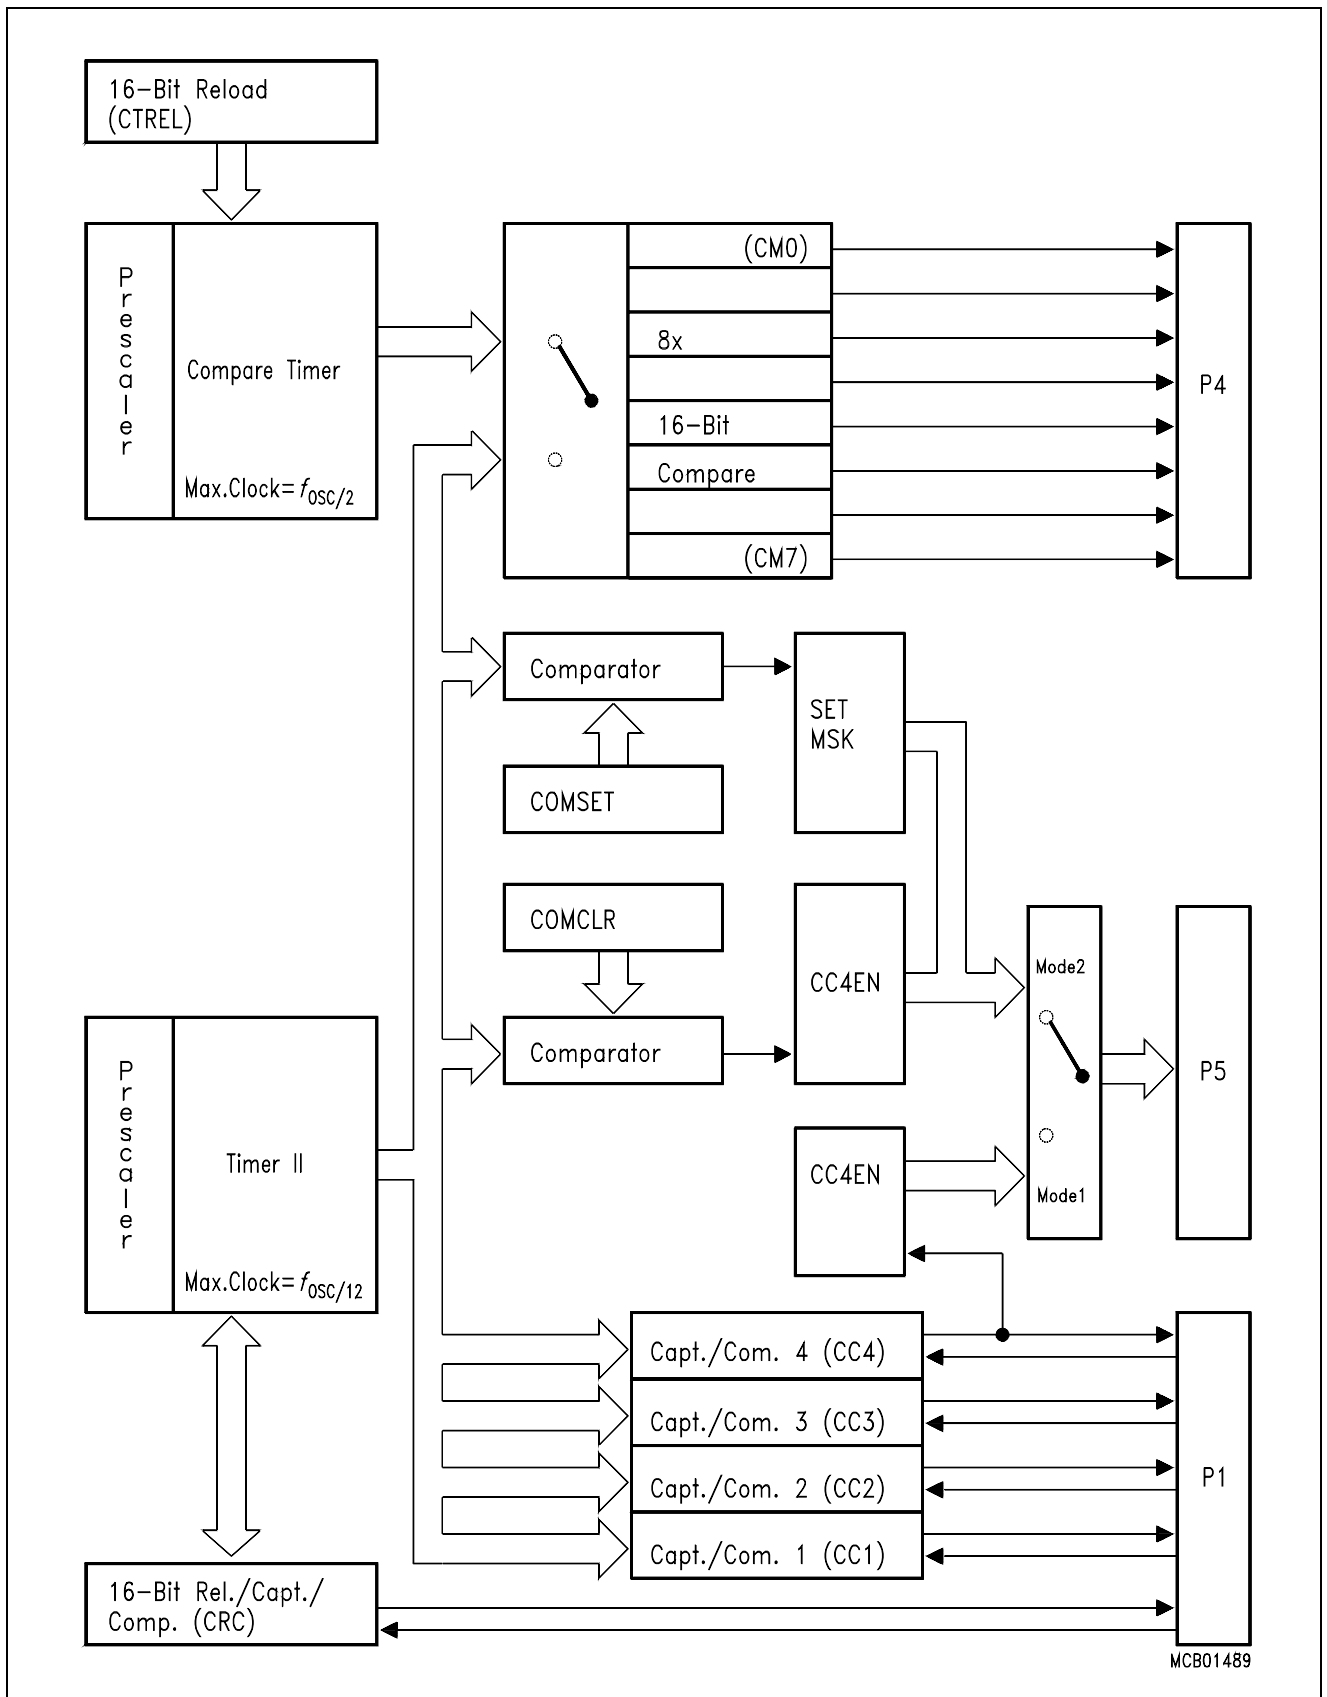 16-Bit Reload
(CTREL)
Prescaler
Compare Timer
Max.Clock= fOSC/2
(CM0)
8x
16-Bit
Compare
(CM7)
P4
Comparator
SET
MSK
COMSET
COMCLR
CC4EN
Comparator
Mode2
Mode1
P5
Prescaler
Timer II
Max.Clock= fOSC/12
CC4EN
Capt./Com. 4 (CC4)
Capt./Com. 3 (CC3)
Capt./Com. 2 (CC2)
Capt./Com. 1 (CC1)
P1
16-Bit Rel./Capt./
Comp. (CRC)
MCB01489